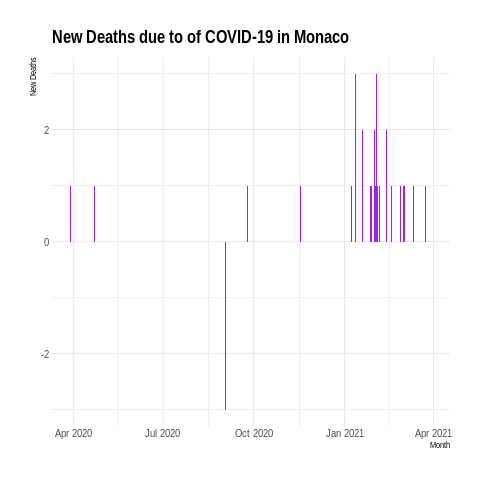 New Deaths due to of COVID-19 in Monaco
New Deaths
2
0
-2
Apr 2020
Jul 2020
Oct 2020
Jan 2021
Apr 2021
Month